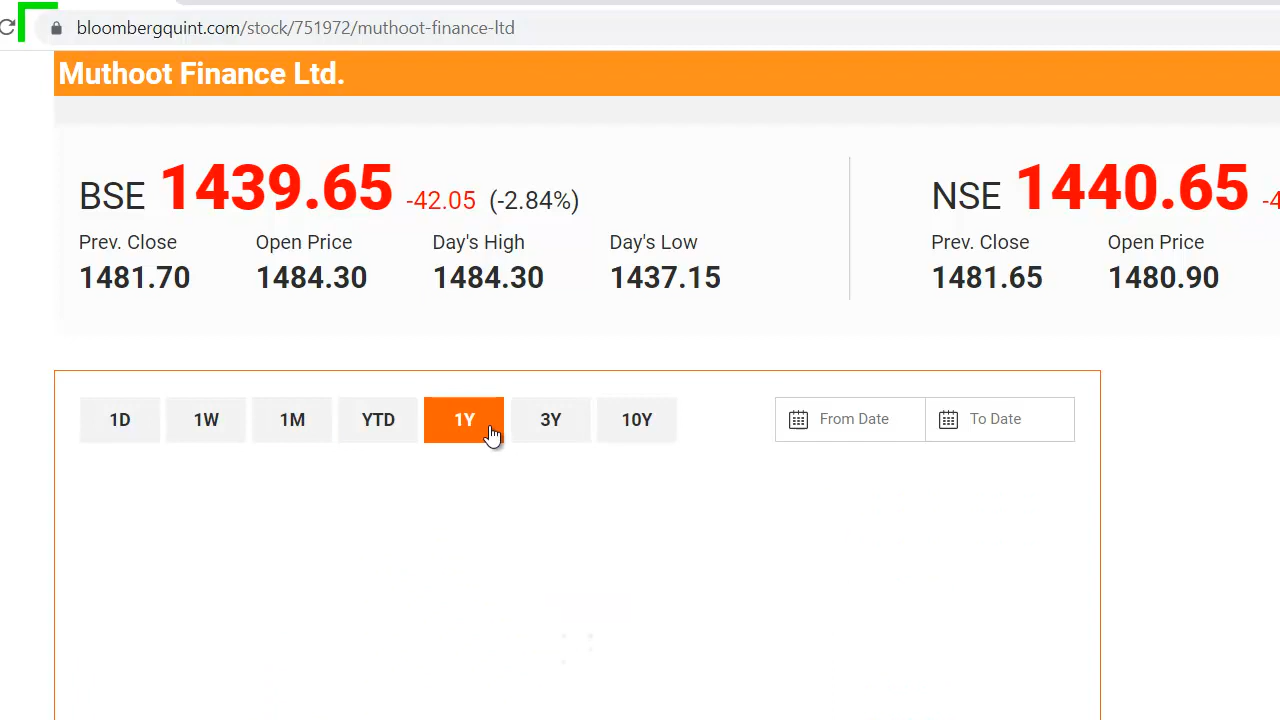 bloombergquint.com/stock/751972/muthoot-finance-ltd
Muthoot Finance Ltd.
BSE 1439.65 -42.05 (-2.84%)
Prev. Close Open Price Day's High Day's Low
1481.70 1484.30 1484.30 1437.15
NSE 1440.65 -4
Prev. Close Open Price
1481.65 1480.90
1D 1W 1M YTD 1Y 3Y 10Y From Date To Date